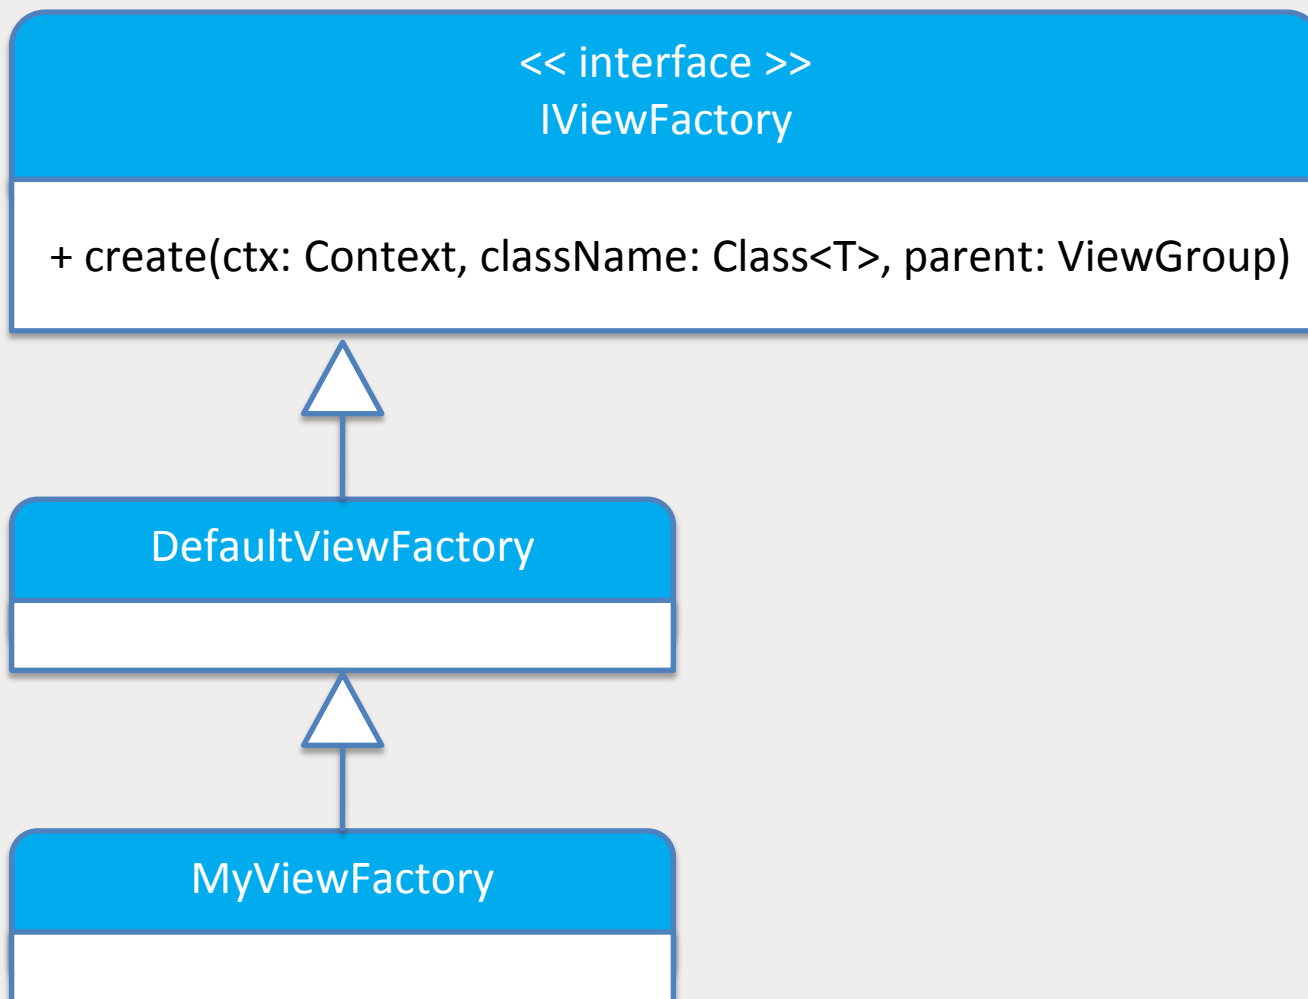 << interface >>
IViewFactory
+ create(ctx: Context, className: Class<T>, parent: ViewGroup)
DefaultViewFactory
MyViewFactory